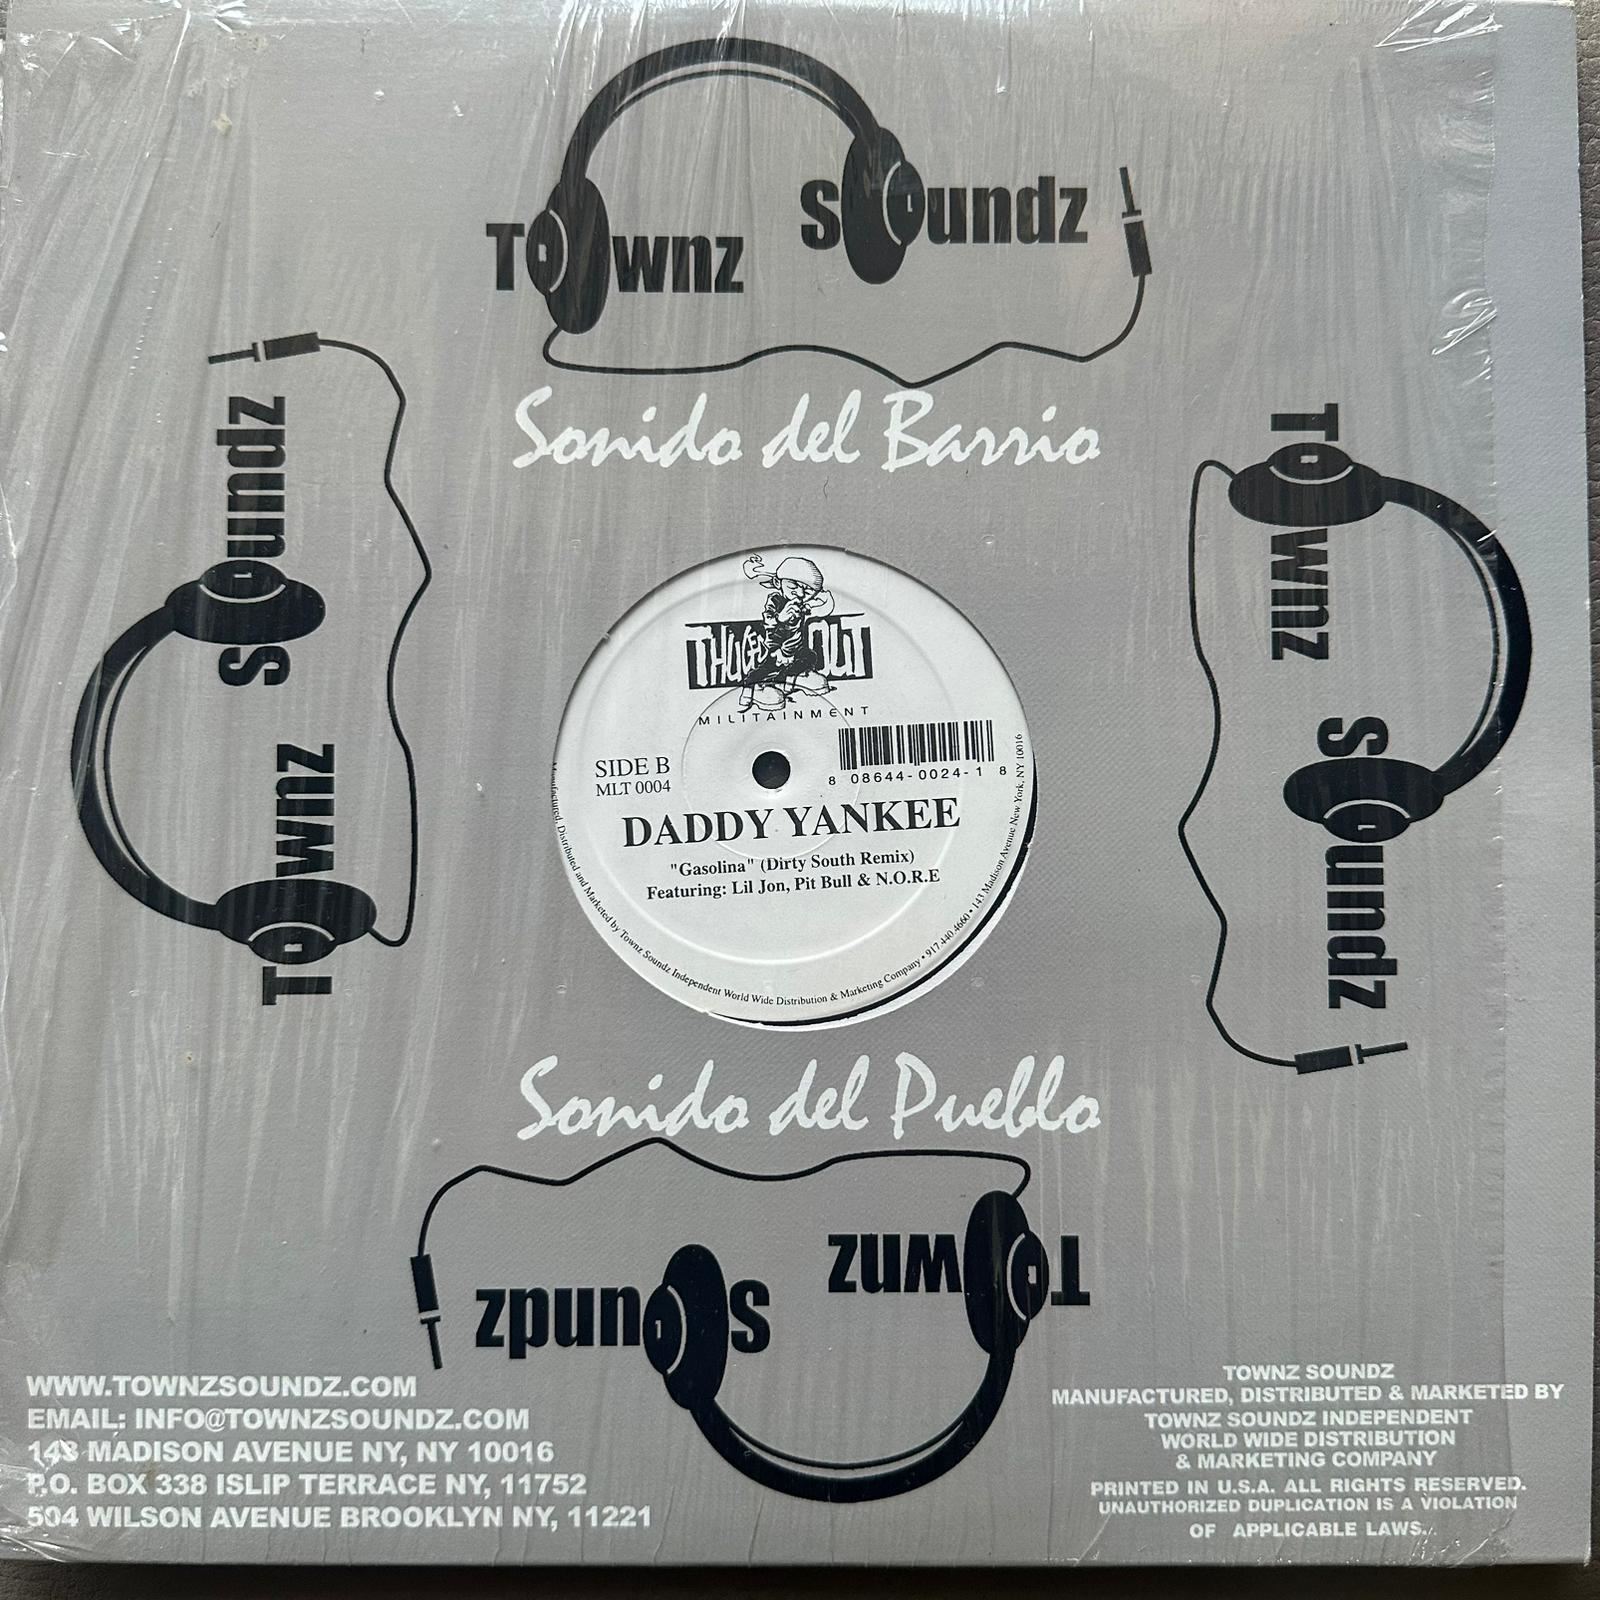 Townz Soundz
Sonido del Barrio
Townz Soundz
Townz Soundz
THUGGED OUT
MILITAINMENT
SIDE B
MLT 0004
8 08644-0024-1 8
DADDY YANKEE
"Gasolina" (Dirty South Remix)
Featuring: Lil Jon, Pit Bull & N.O.R.E
Manufactured, Distributed and Marketed by Townz Soundz Independent World Wide Distribution & Marketing Company • 917.440.4660 • 143 Madison Avenue New York, NY 10016
Sonido del Pueblo
Townz Soundz
WWW.TOWNZSOUNDZ.COM
EMAIL: INFO@TOWNZSOUNDZ.COM
143 MADISON AVENUE NY, NY 10016
P.O. BOX 338 ISLIP TERRACE NY, 11752
504 WILSON AVENUE BROOKLYN NY, 11221
TOWNZ SOUNDZ
MANUFACTURED, DISTRIBUTED & MARKETED BY
TOWNZ SOUNDZ INDEPENDENT
WORLD WIDE DISTRIBUTION
& MARKETING COMPANY
PRINTED IN U.S.A. ALL RIGHTS RESERVED.
UNAUTHORIZED DUPLICATION IS A VIOLATION
OF APPLICABLE LAWS..